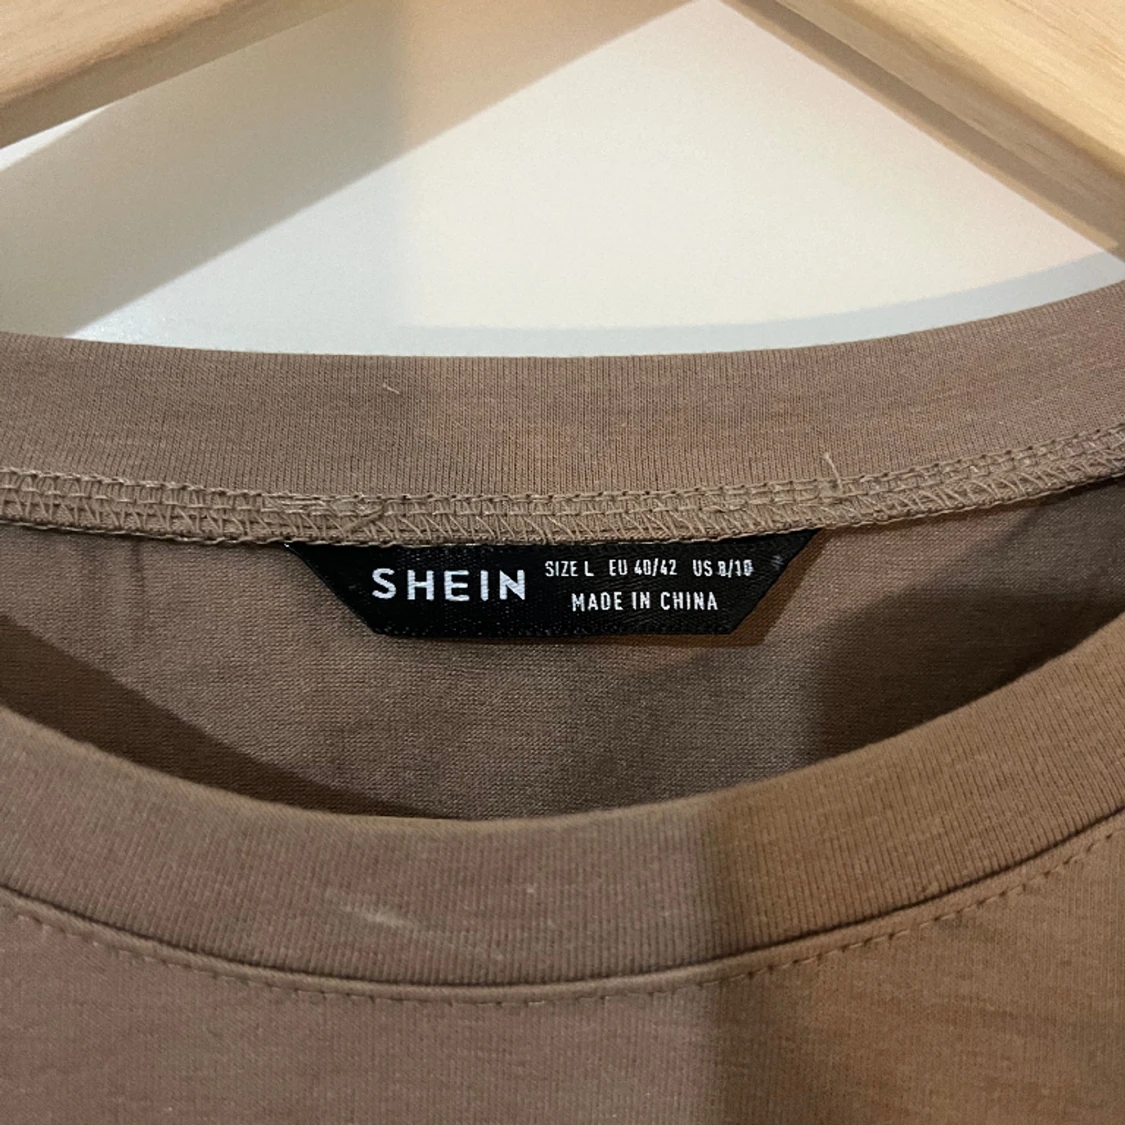 SHEIN
SIZE L EU 40/42 US 8/10
MADE IN CHINA